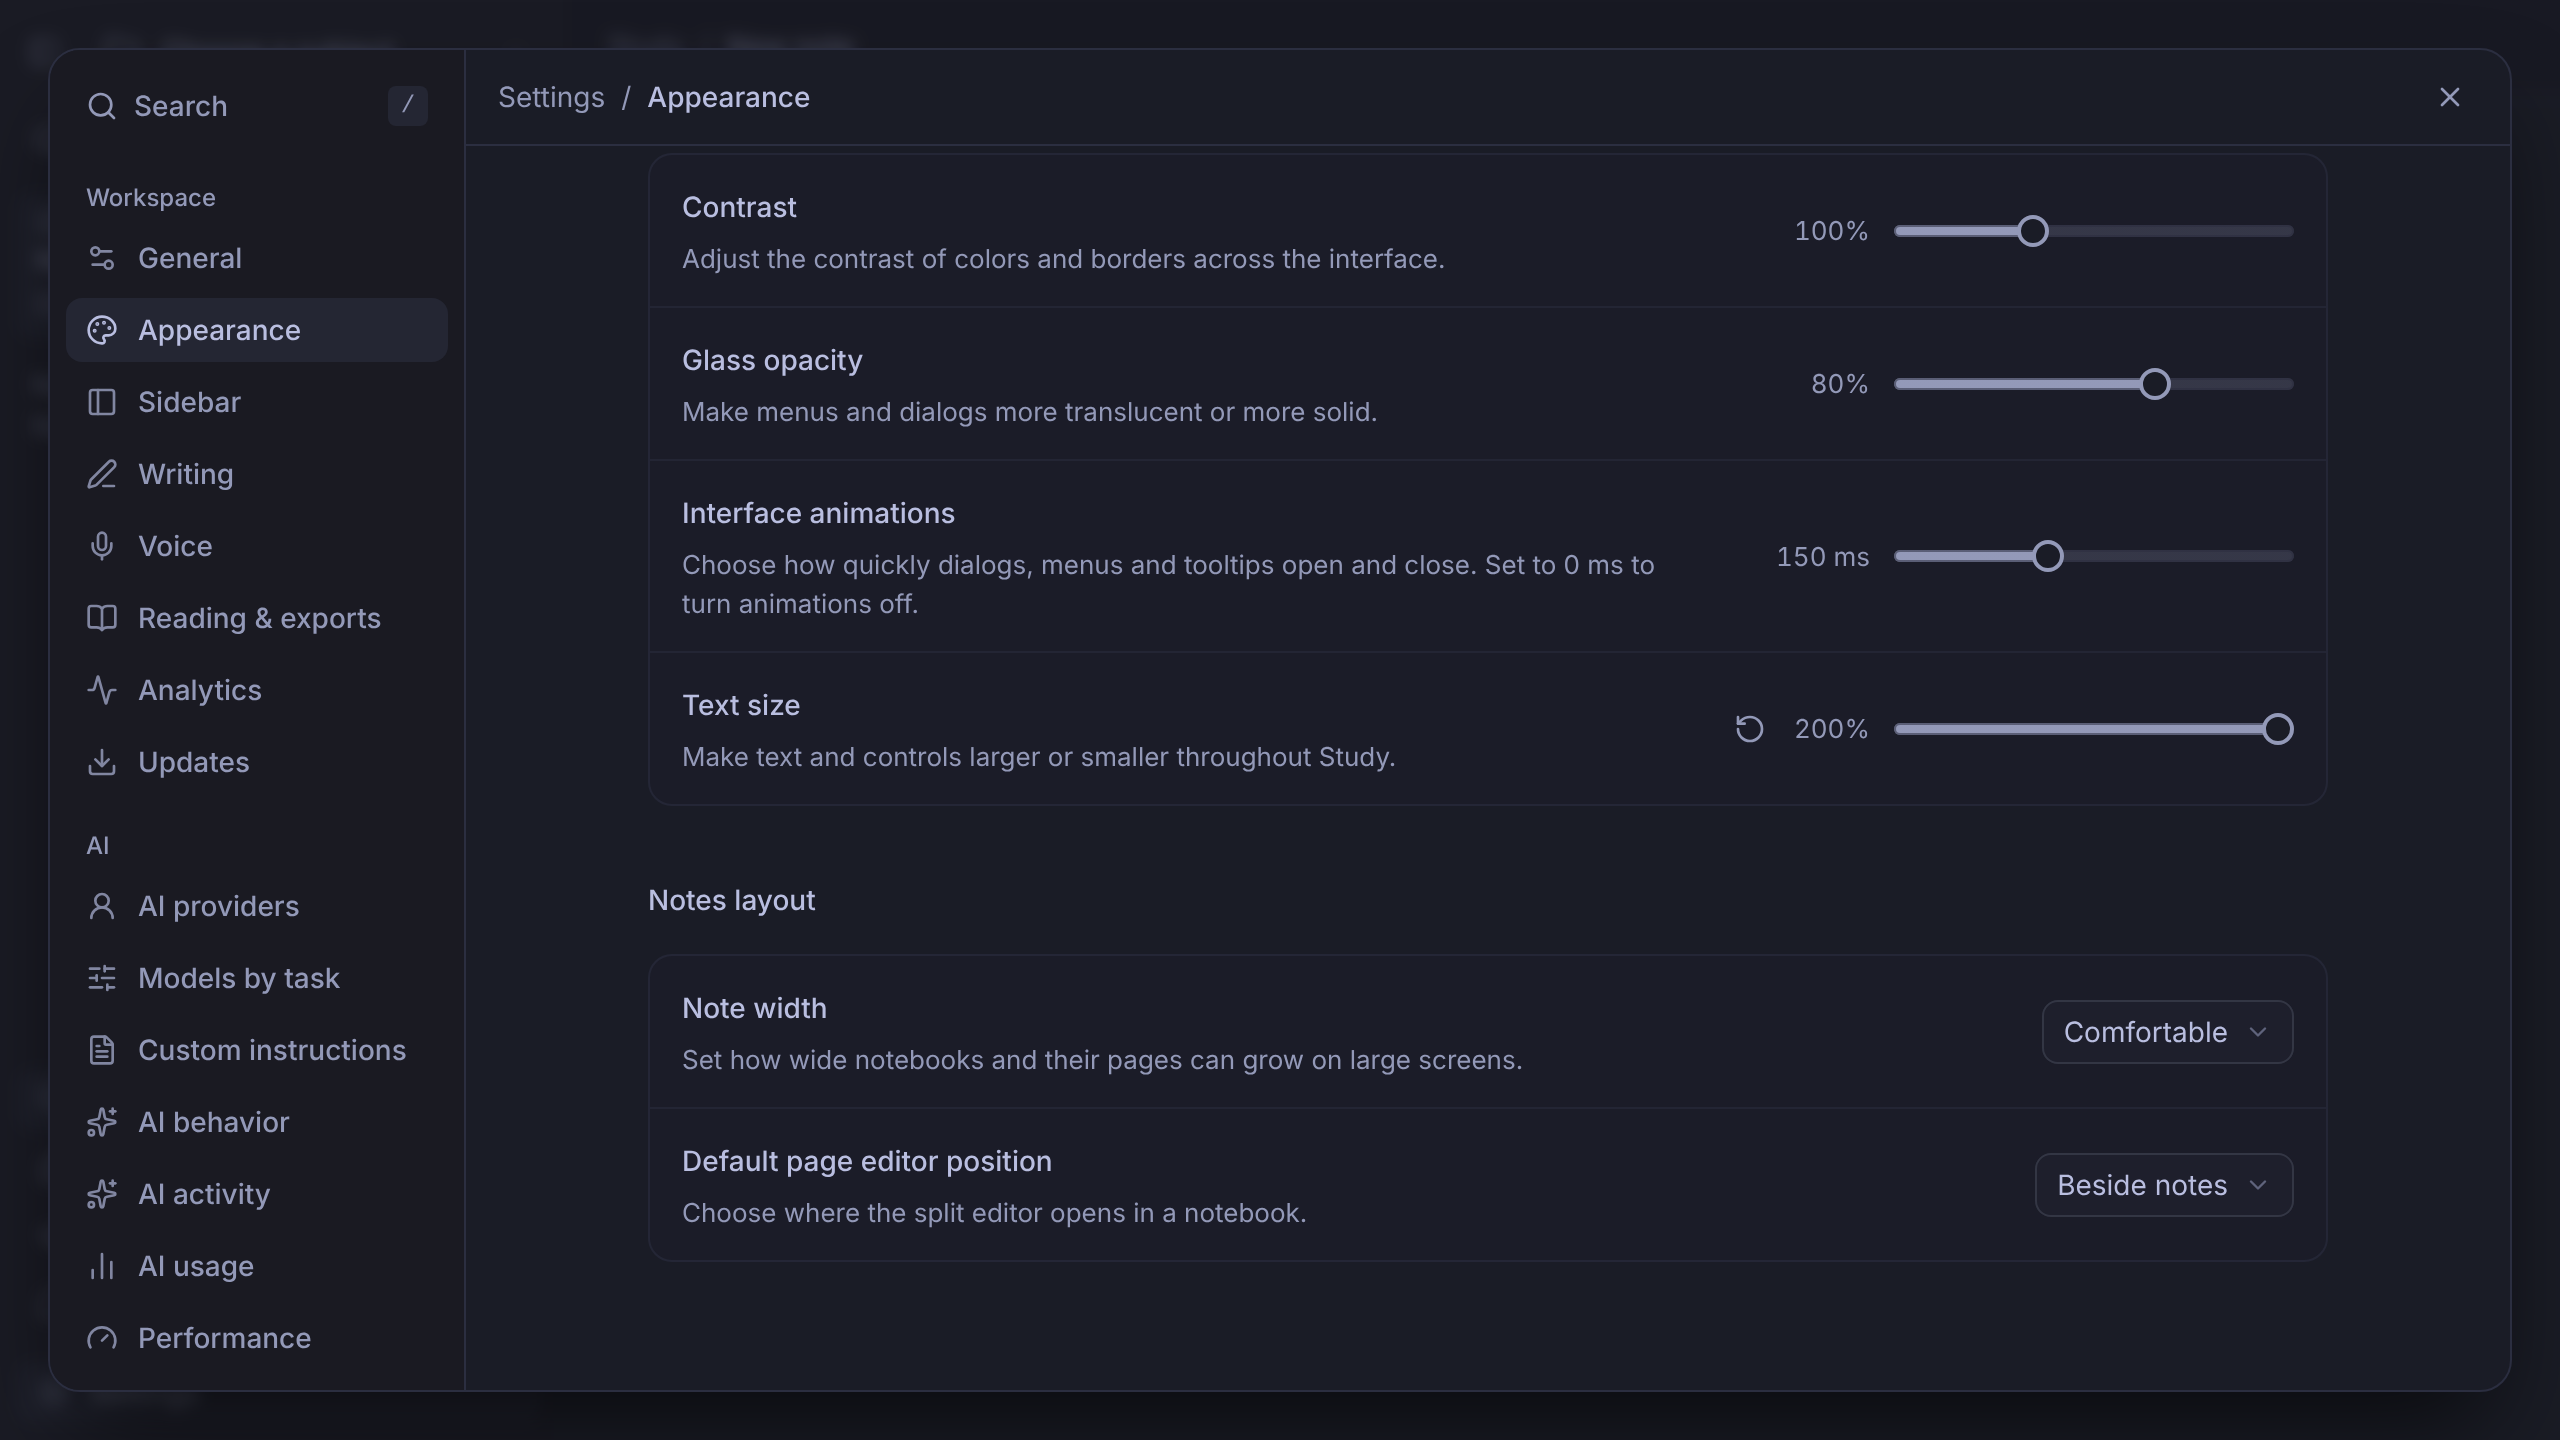 Search
/
Workspace
General
Appearance
Sidebar
Writing
Voice
Reading & exports
Analytics
Updates
AI
AI providers
Models by task
Custom instructions
AI behavior
AI activity
AI usage
Performance
Settings / Appearance
Contrast
Adjust the contrast of colors and borders across the interface.
100%
Glass opacity
Make menus and dialogs more translucent or more solid.
80%
Interface animations
Choose how quickly dialogs, menus and tooltips open and close. Set to 0 ms to
turn animations off.
150 ms
Text size
Make text and controls larger or smaller throughout Study.
200%
Notes layout
Note width
Set how wide notebooks and their pages can grow on large screens.
Comfortable
Default page editor position
Choose where the split editor opens in a notebook.
Beside notes